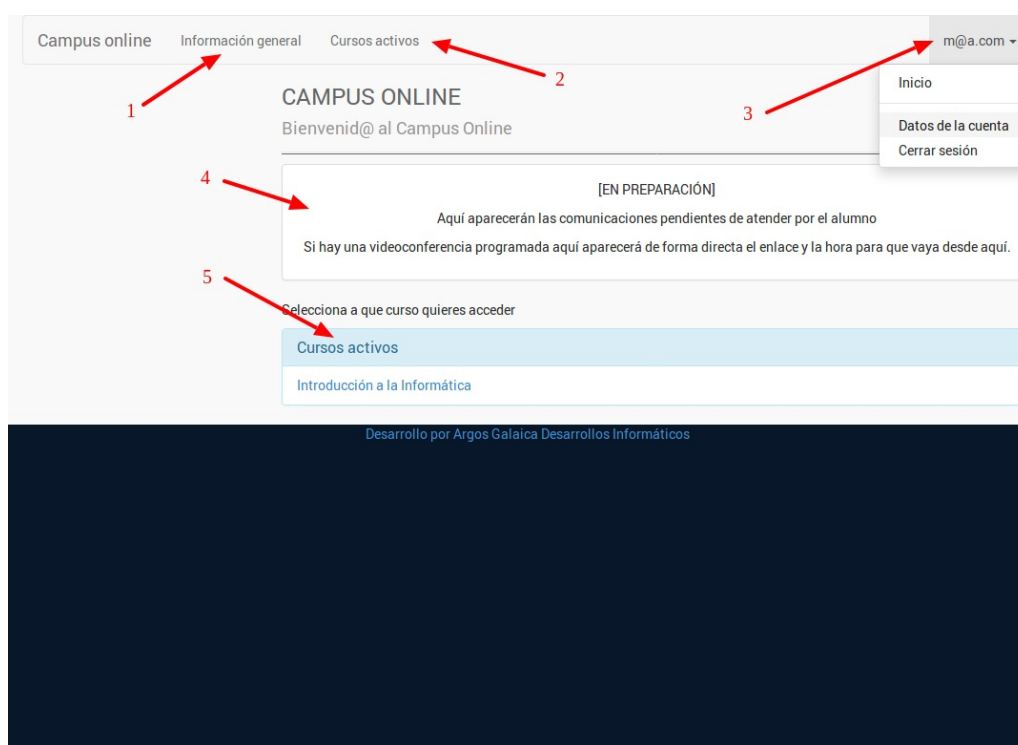 Campus online Información general Cursos activos m@a.com
1
2
3
Inicio
Datos de la cuenta
Cerrar sesión
CAMPUS ONLINE
Bienvenid@ al Campus Online
4
[EN PREPARACIÓN]
Aquí aparecerán las comunicaciones pendientes de atender por el alumno
Si hay una videoconferencia programada aquí aparecerá de forma directa el enlace y la hora para que vaya desde aquí.
5
Selecciona a que curso quieres acceder
Cursos activos
Introducción a la Informática
Desarrollo por Argos Galaica Desarrollos Informáticos